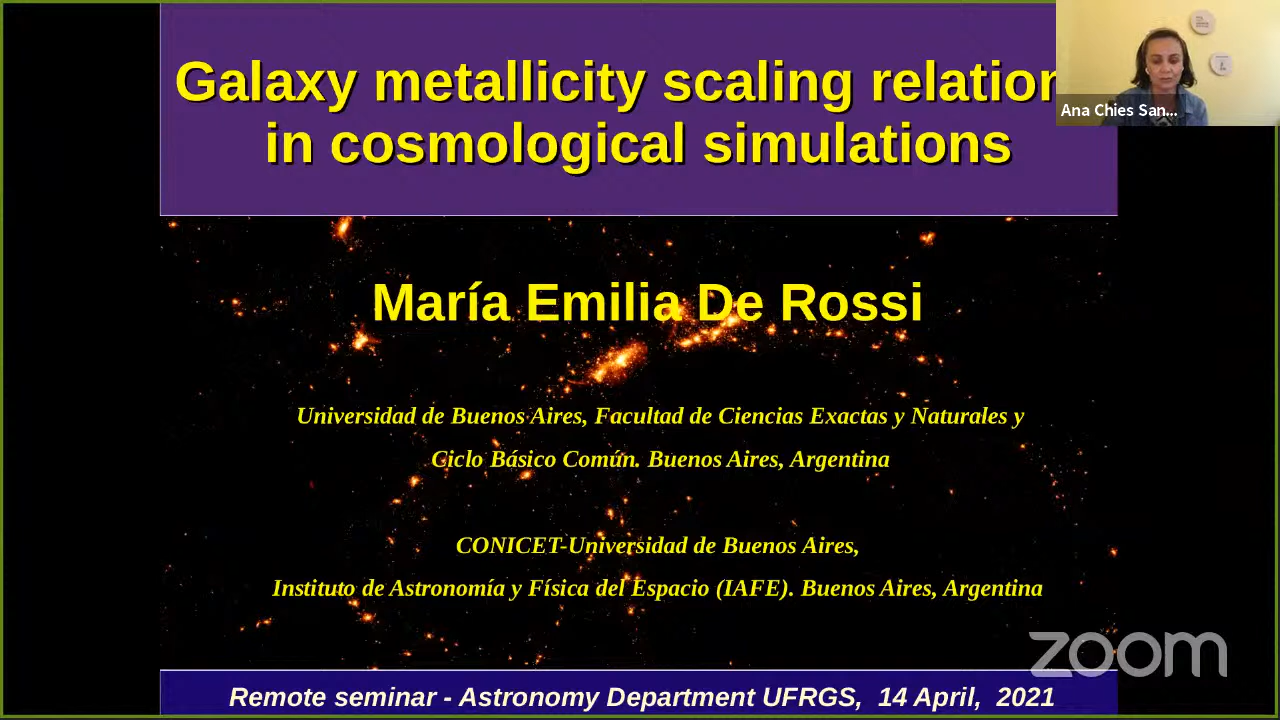 Galaxy metallicity scaling relation
in cosmological simulations
Ana Chies San...
María Emilia De Rossi
Universidad de Buenos Aires, Facultad de Ciencias Exactas y Naturales y
Ciclo Básico Común. Buenos Aires, Argentina
CONICET-Universidad de Buenos Aires,
Instituto de Astronomía y Física del Espacio (IAFE). Buenos Aires, Argentina
zoom
Remote seminar - Astronomy Department UFRGS, 14 April, 2021